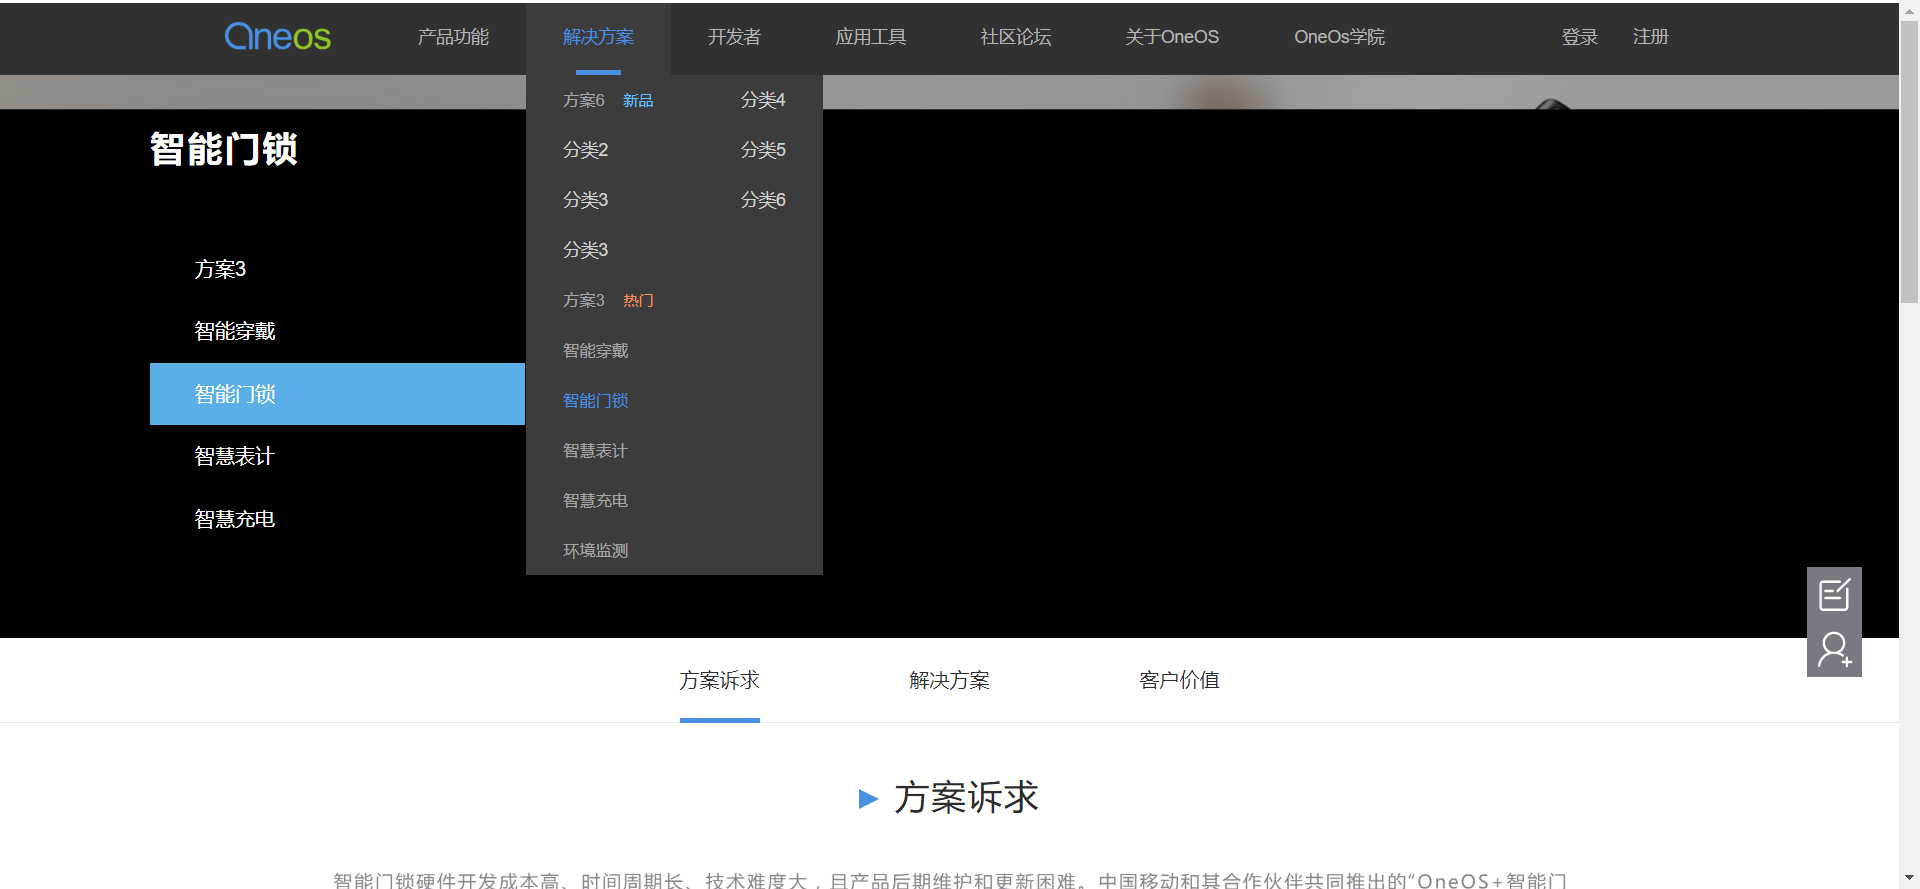 Oneos 产品功能 解决方案 开发者 应用工具 社区论坛 关于OneOS OneOs学院 登录 注册
方案6 新品 分类4
分类2 分类5
分类3 分类6
分类3
方案3 热门
智能穿戴
智能门锁
智慧表计
智慧充电
环境监测
智能门锁
方案3
智能穿戴
智能门锁
智慧表计
智慧充电
方案诉求 解决方案 客户价值
方案诉求
智能门锁硬件开发成本高、时间周期长、技术难度大，且产品后期维护和更新困难。中国移动和其合作伙伴共同推出的“OneOS+智能门